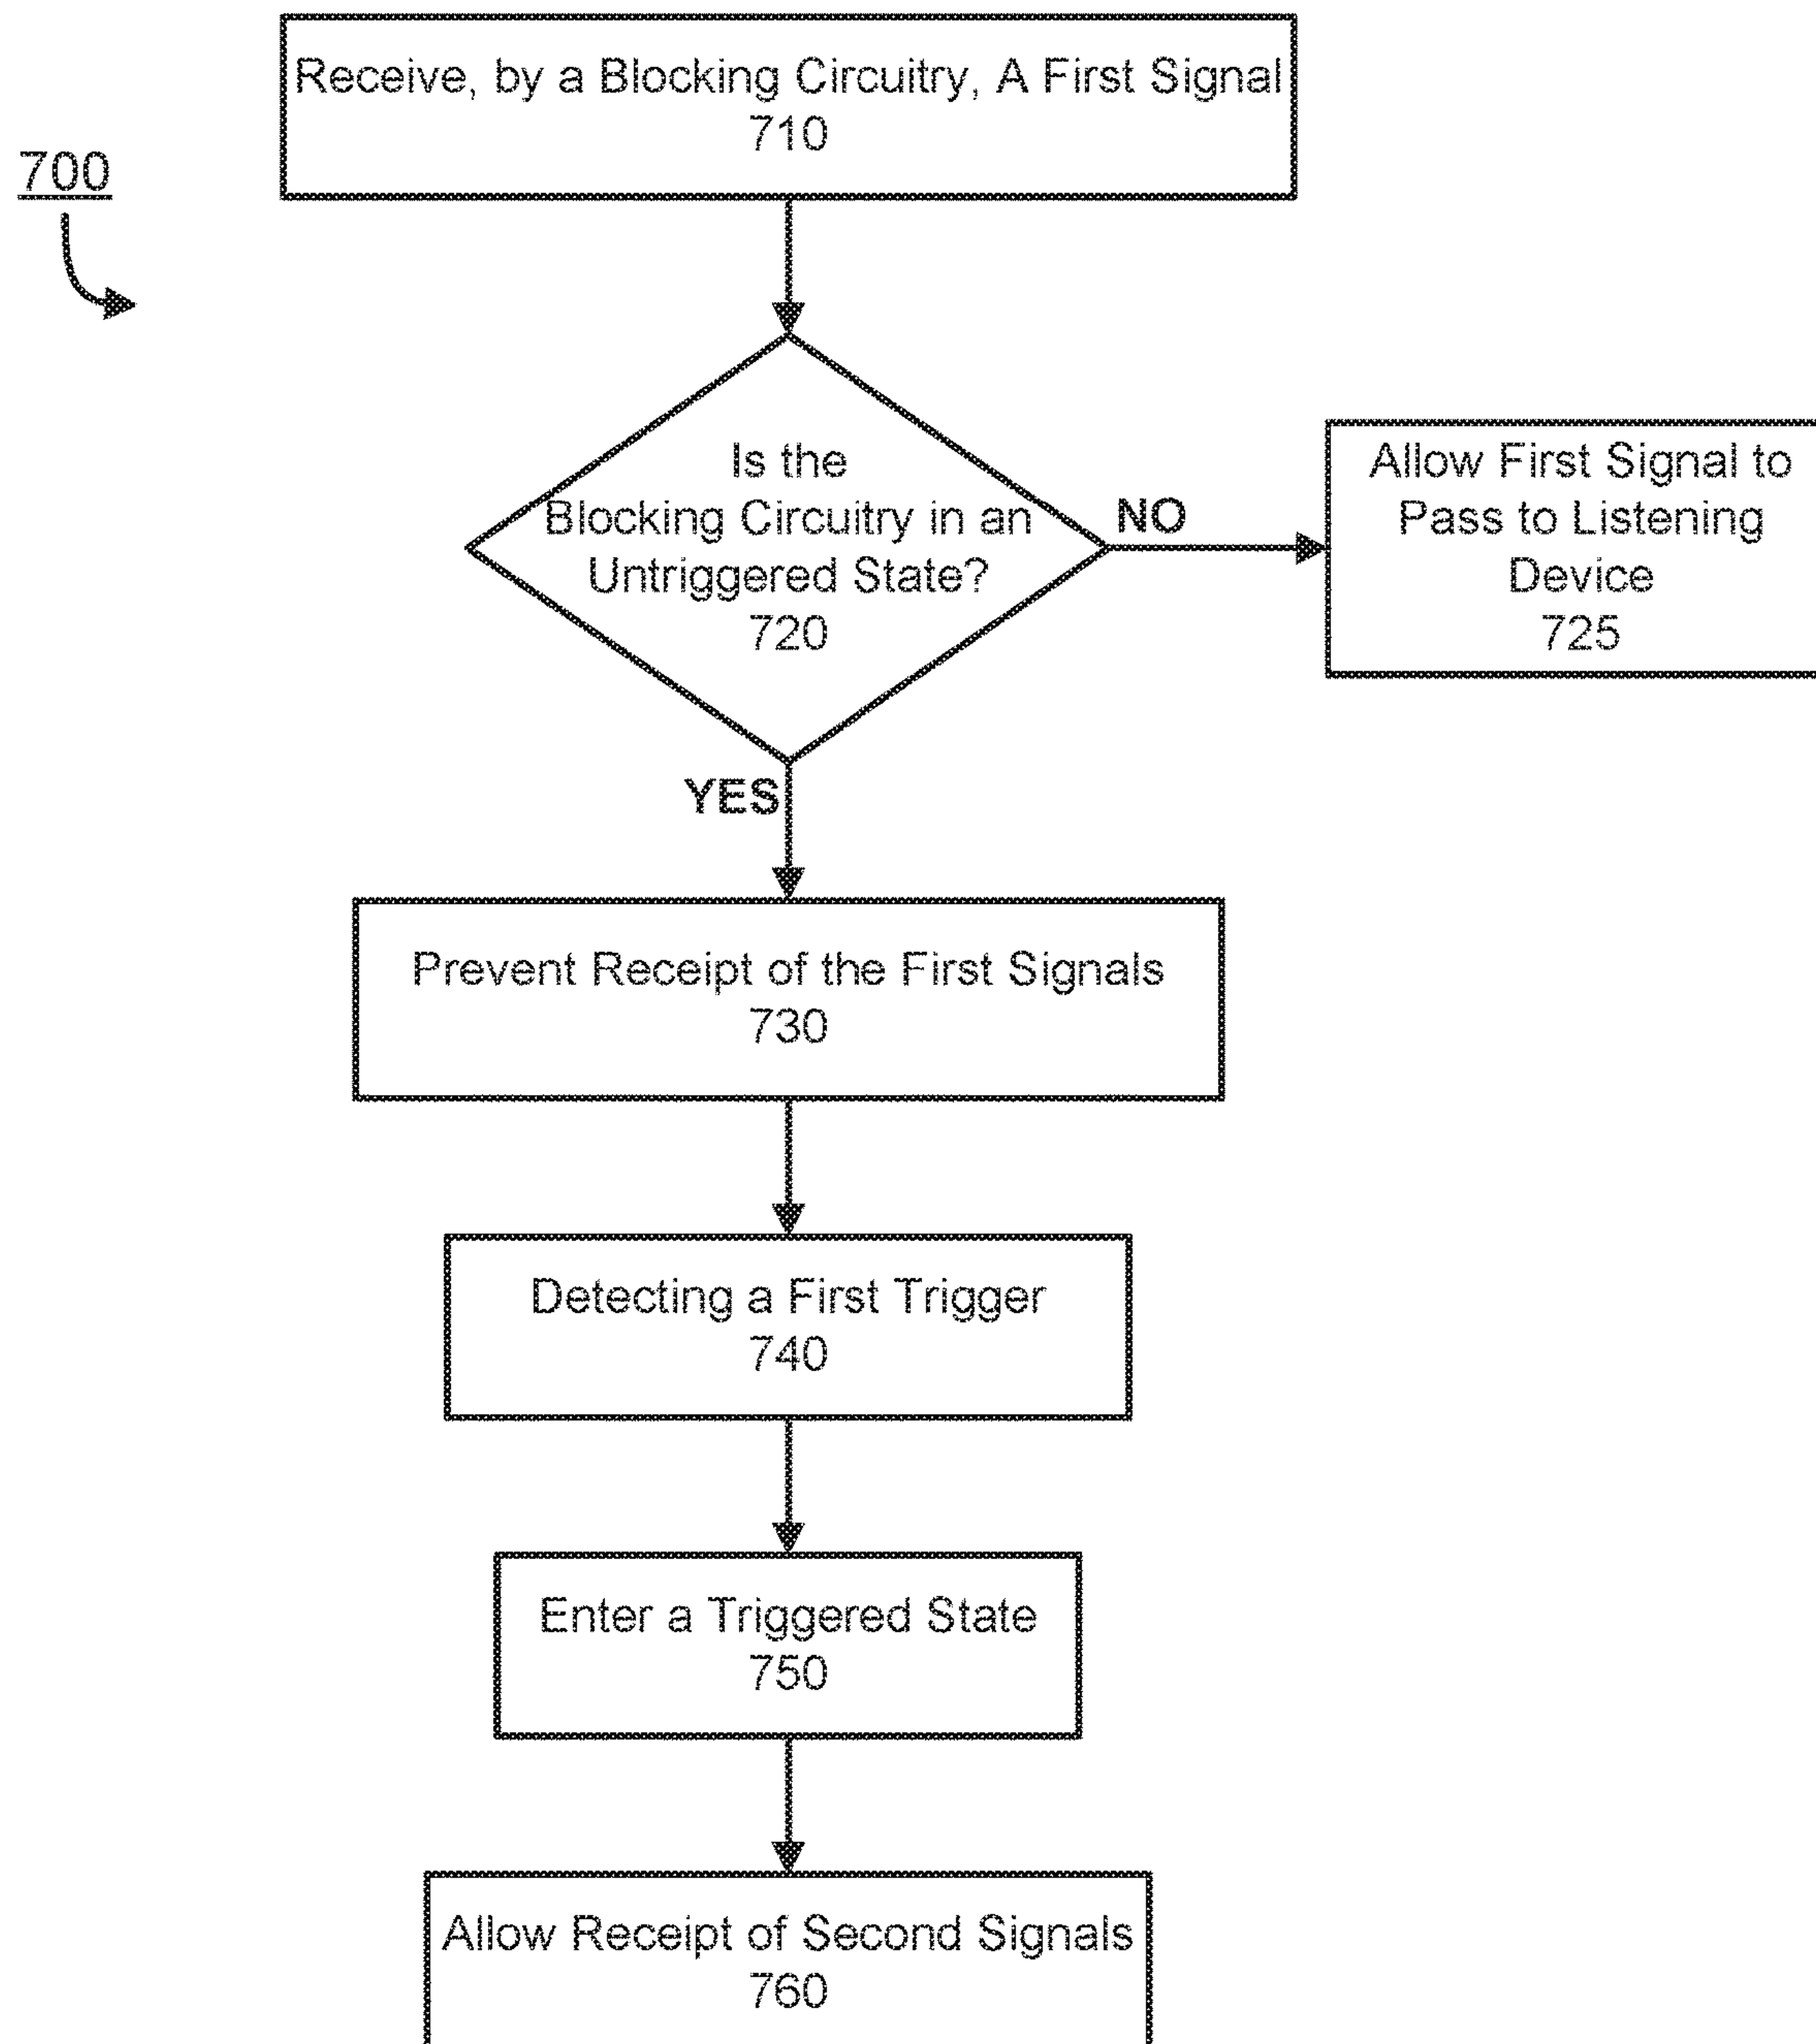 Receive, by a Blocking Circuitry, A First Signal
710
700
Is the
Blocking Circuitry in an
Untriggered State?
720
NO
Allow First Signal to
Pass to Listening
Device
725
YES
Prevent Receipt of the First Signals
730
Detecting a First Trigger
740
Enter a Triggered State
750
Allow Receipt of Second Signals
760